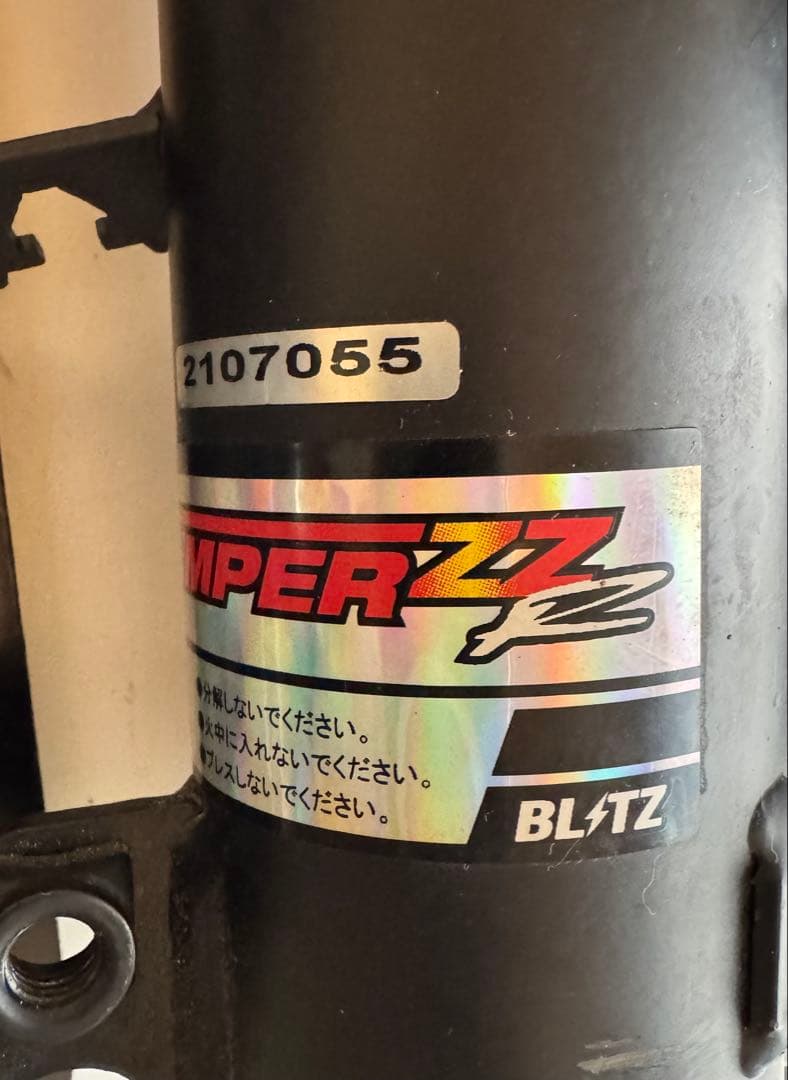 2107055
MPER ZZ R
●分解しないでください。
●火中に入れないでください。
●プレスしないでください。
BLITZ